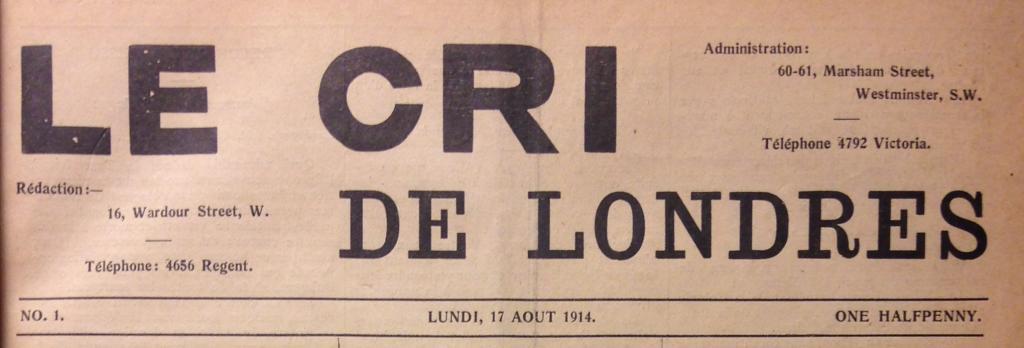 LE CRI
DE LONDRES
Administration:
60-61, Marsham Street,
Westminster, S.W.
Téléphone 4792 Victoria.
Rédaction:—
16, Wardour Street, W.
Téléphone: 4656 Regent.
NO. 1. LUNDI, 17 AOUT 1914. ONE HALFPENNY.